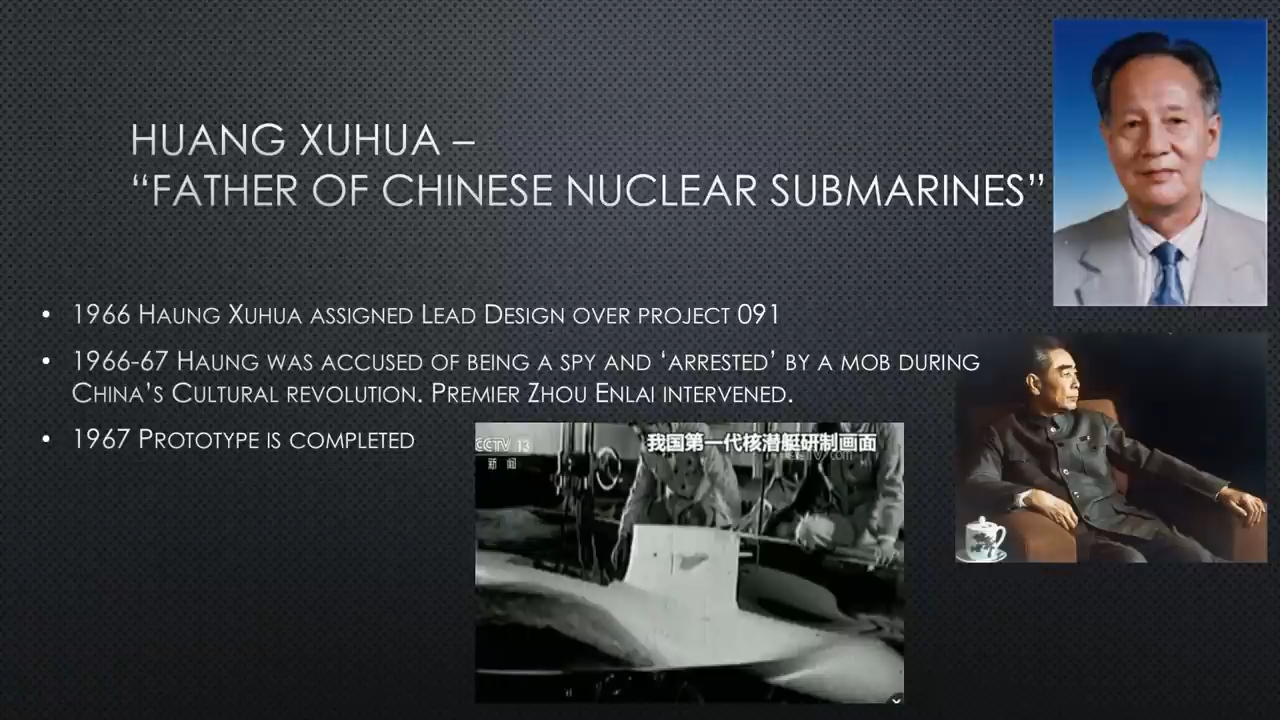 HUANG XUHUA –
“FATHER OF CHINESE NUCLEAR SUBMARINES”
• 1966 HAUNG XUHUA ASSIGNED LEAD DESIGN OVER PROJECT 091
• 1966-67 HAUNG WAS ACCUSED OF BEING A SPY AND ‘ARRESTED’ BY A MOB DURING
CHINA’S CULTURAL REVOLUTION. PREMIER ZHOU ENLAI INTERVENED.
• 1967 PROTOTYPE IS COMPLETED
CCTV 13
新闻
我国第一代核潜艇研制画面